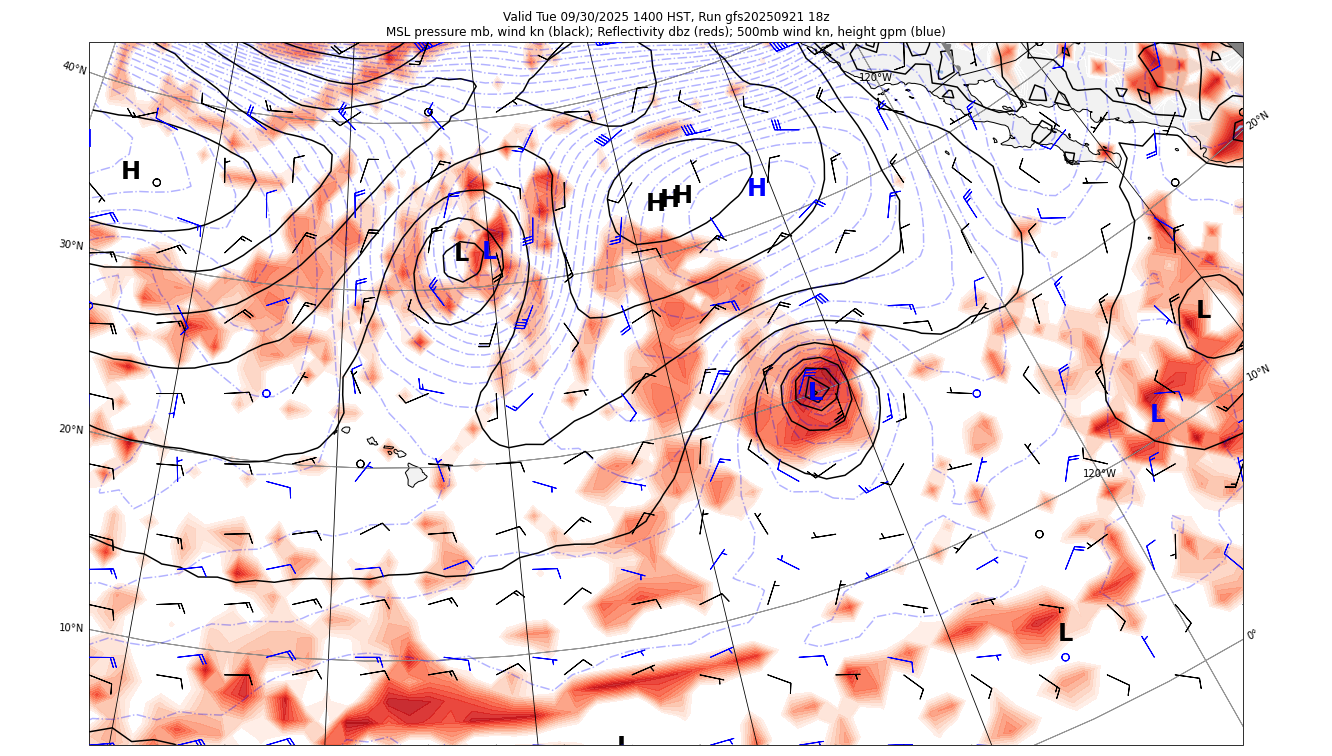 Valid Tue 09/30/2025 1400 HST, Run gfs20250921 18z
MSL pressure mb, wind kn (black); Reflectivity dbz (reds); 500mb wind kn, height gpm (blue)
40°N
120°W
20°N
H
H
H
H
H
30°N
L
L
L
10°N
L
L
20°N
120°W
10°N
L
0°
L